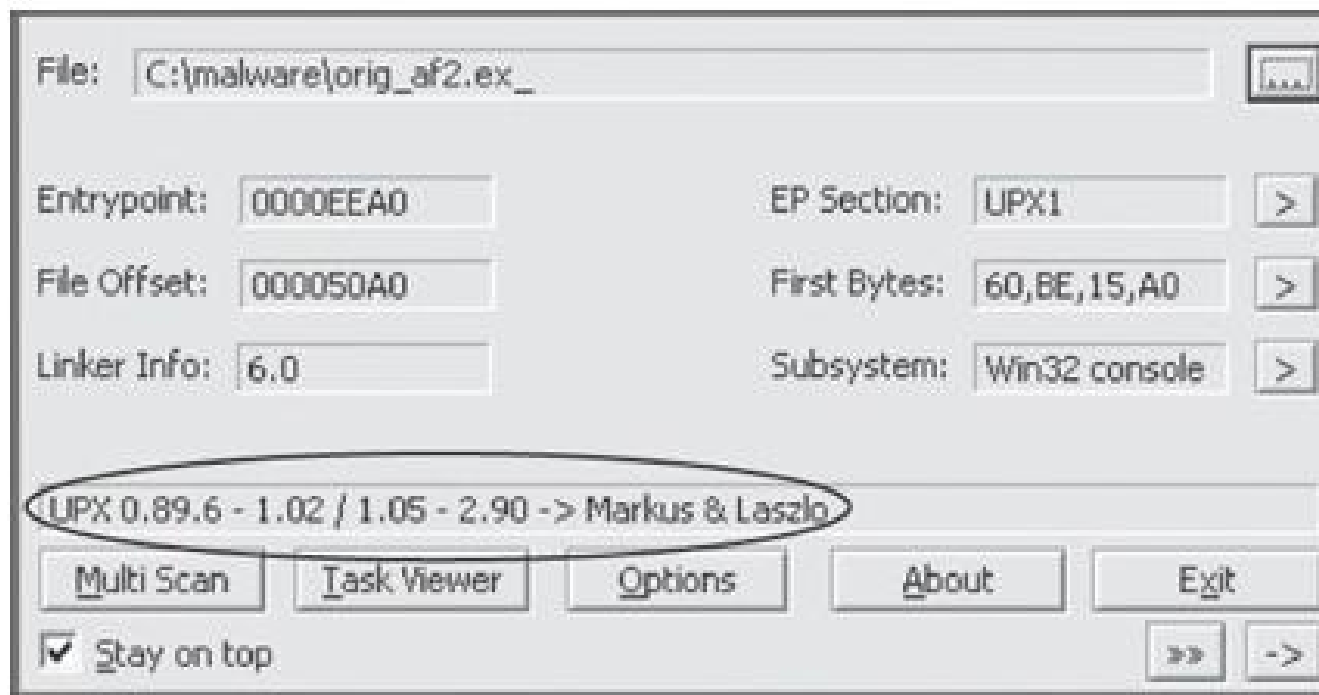 File: C:\malware\orig_af2.ex_ ...
Entrypoint: 0000EEA0 EP Section: UPX1 >
File Offset: 000050A0 First Bytes: 60,BE,15,A0 >
Linker Info: 6.0 Subsystem: Win32 console >
UPX 0.89.6 - 1.02 / 1.05 - 2.90 -> Markus & Laszlo
Multi Scan Task Viewer Options About Exit
Stay on top >> ->